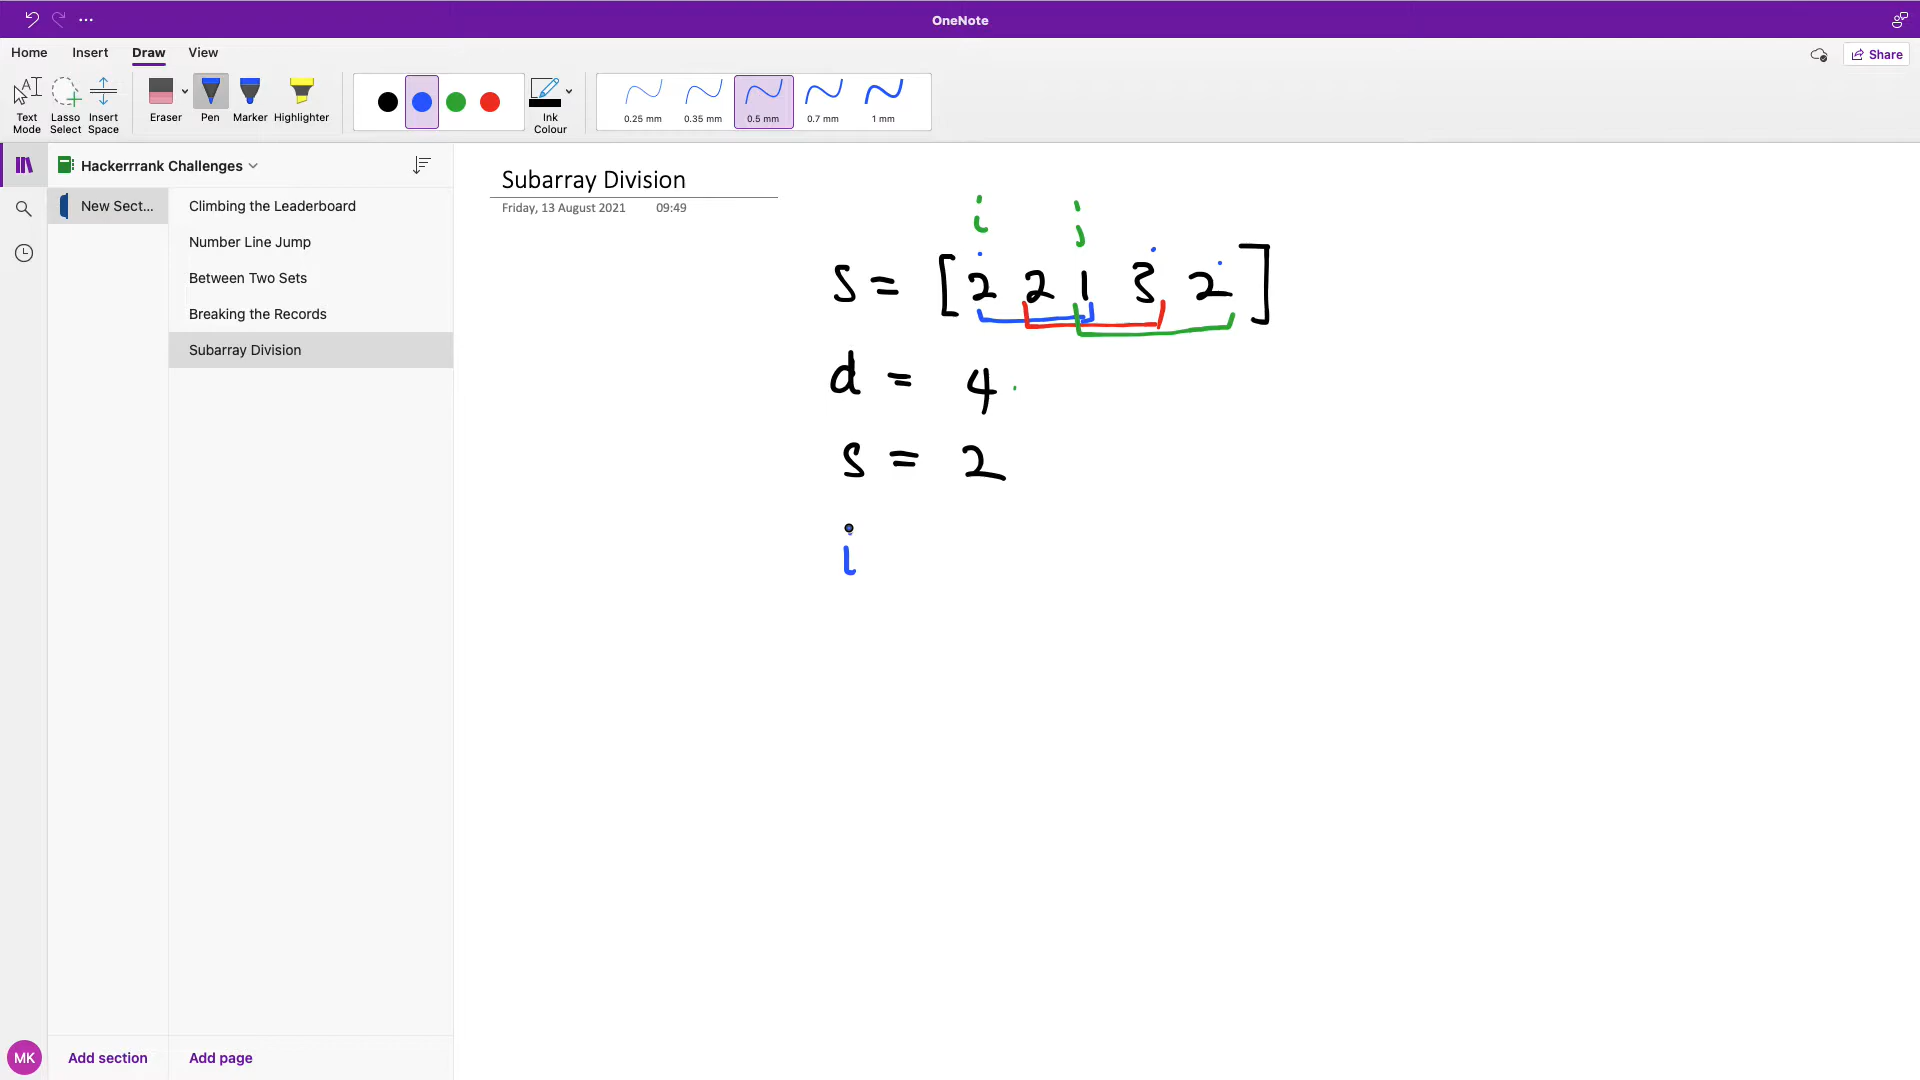 OneNote
Home Insert Draw View
Share
Text Mode
Lasso Select
Insert Space
Eraser
Pen
Marker
Highlighter
Ink Colour
0.25 mm
0.35 mm
0.5 mm
0.7 mm
1 mm
Hackerrrank Challenges
New Sect...
Climbing the Leaderboard
Number Line Jump
Between Two Sets
Breaking the Records
Subarray Division
Subarray Division
Friday, 13 August 2021 09:49
i j
s = [ 2 2 1 3 2 ]
d = 4
s = 2
i
MK
Add section
Add page